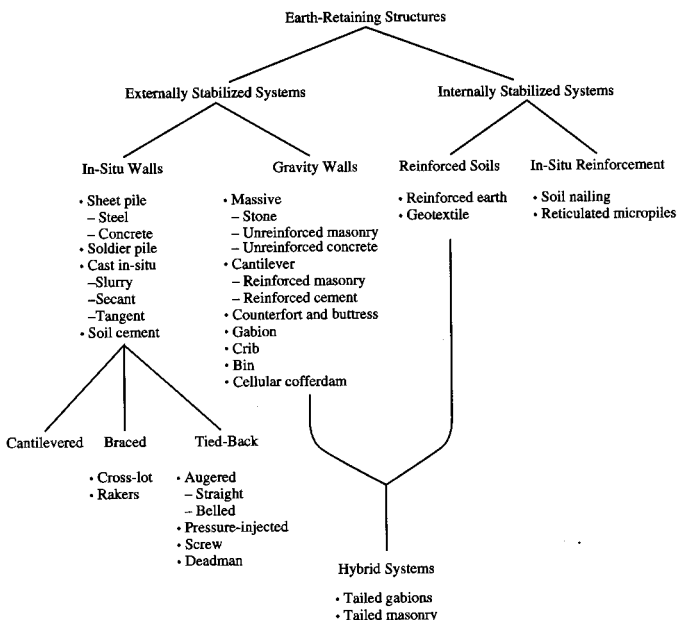 Earth-Retaining Structures
Externally Stabilized Systems
Internally Stabilized Systems
In-Situ Walls
Gravity Walls
Reinforced Soils
In-Situ Reinforcement
• Sheet pile
– Steel
– Concrete
• Soldier pile
• Cast in-situ
–Slurry
–Secant
–Tangent
• Soil cement
• Massive
– Stone
– Unreinforced masonry
– Unreinforced concrete
• Cantilever
– Reinforced masonry
– Reinforced cement
• Counterfort and buttress
• Gabion
• Crib
• Bin
• Cellular cofferdam
• Reinforced earth
• Geotextile
• Soil nailing
• Reticulated micropiles
Cantilevered
Braced
Tied-Back
• Cross-lot
• Rakers
• Augered
– Straight
– Belled
• Pressure-injected
• Screw
• Deadman
Hybrid Systems
• Tailed gabions
• Tailed masonry